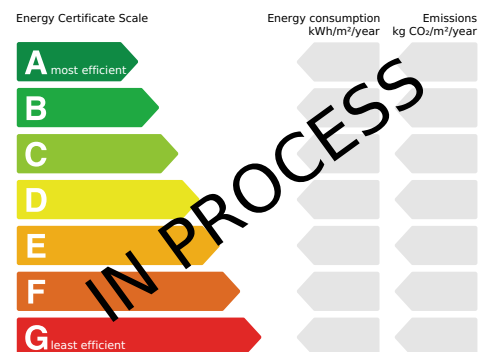 Energy Certificate Scale
Energy consumption
kWh/m²/year
Emissions
kg CO₂/m²/year
A most efficient
B
C
D
E
F
G least efficient
IN PROCESS